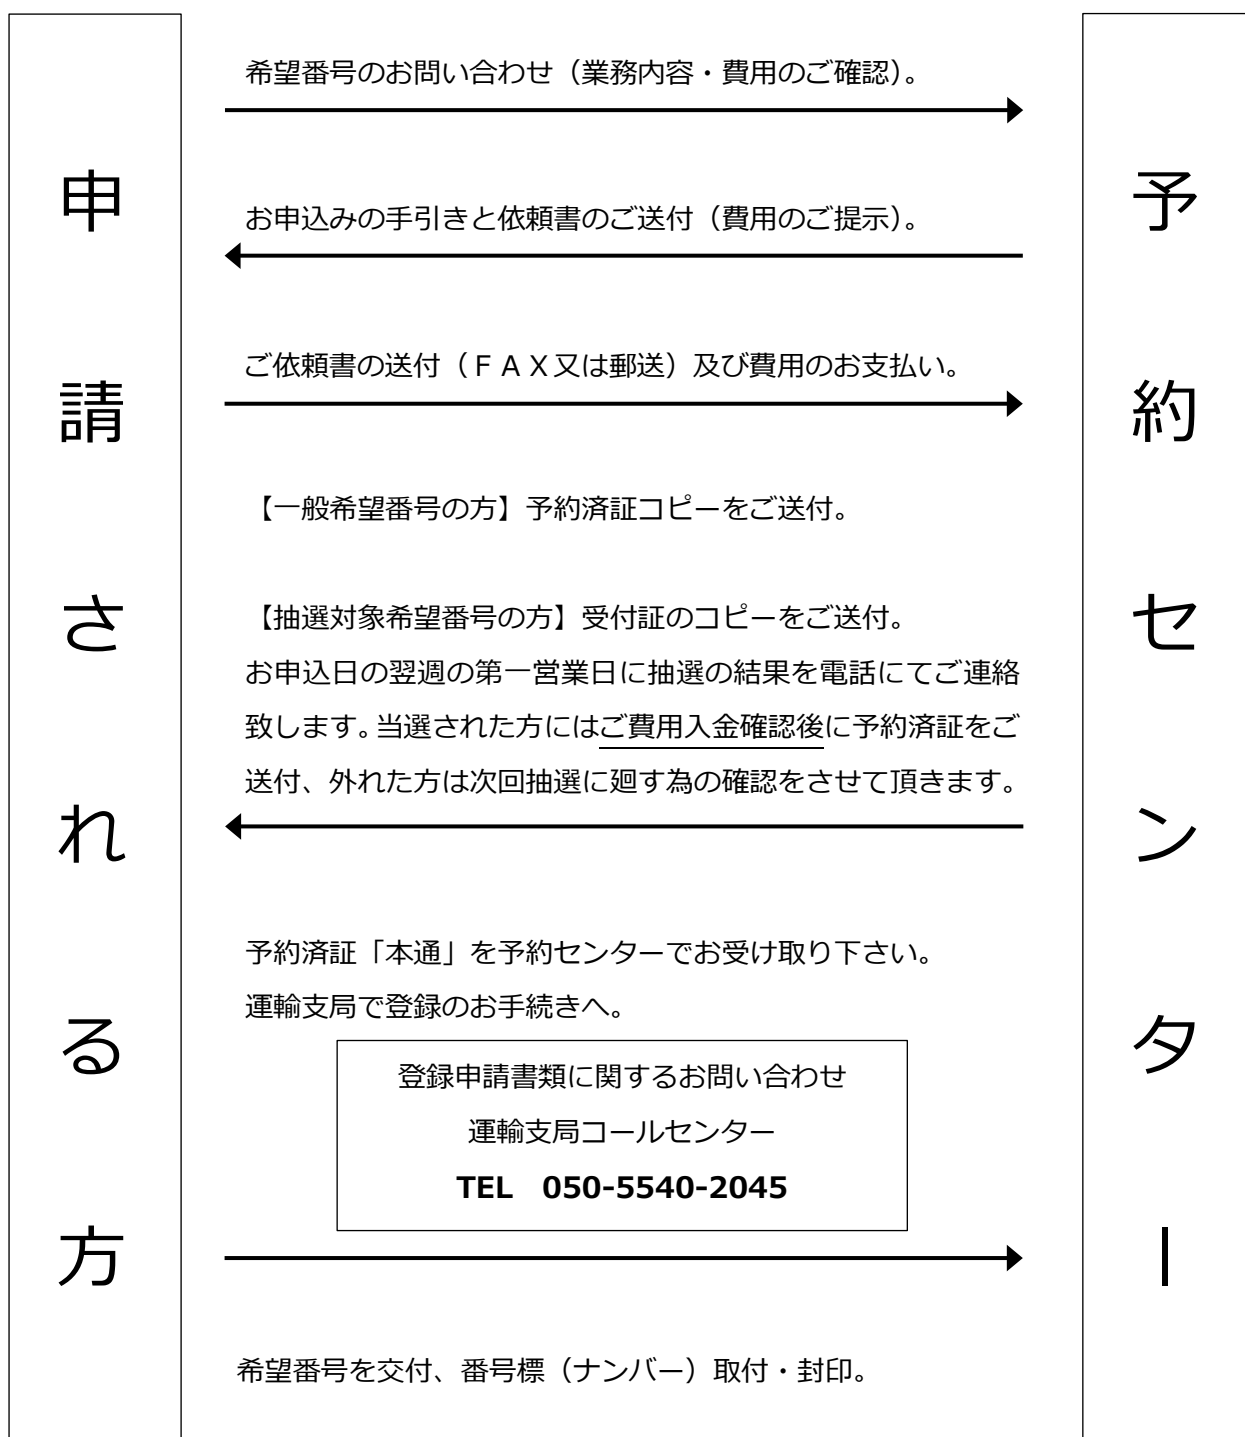 申請される方
希望番号のお問い合わせ（業務内容・費用のご確認）。
お申込みの手引きと依頼書のご送付（費用のご提示）。
ご依頼書の送付（ＦＡＸ又は郵送）及び費用のお支払い。
【一般希望番号の方】予約済証コピーをご送付。
【抽選対象希望番号の方】受付証のコピーをご送付。
お申込日の翌週の第一営業日に抽選の結果を電話にてご連絡
致します。当選された方にはご費用入金確認後に予約済証をご
送付、外れた方は次回抽選に廻す為の確認をさせて頂きます。
予約済証「本通」を予約センターでお受け取り下さい。
運輸支局で登録のお手続きへ。
登録申請書類に関するお問い合わせ
運輸支局コールセンター
TEL　050-5540-2045
希望番号を交付、番号標（ナンバー）取付・封印。
予約センター